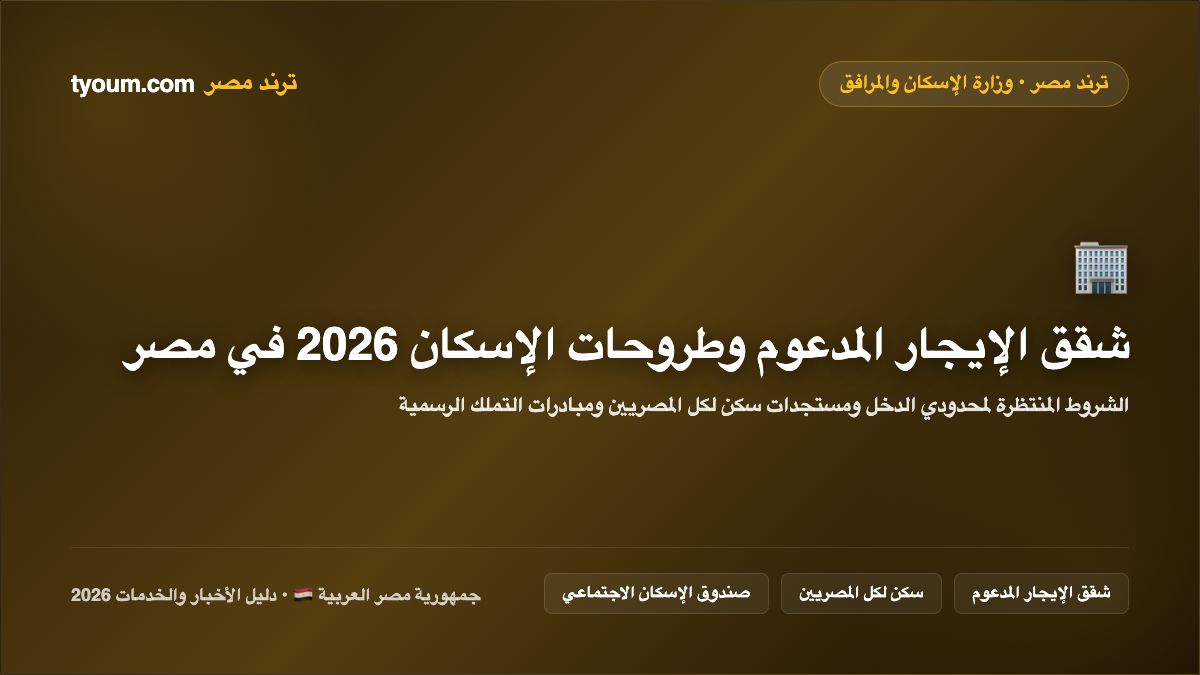 ترند مصر • وزارة الإسكان والمرافق
ترند مصر tyoum.com
شقق الإيجار المدعوم وطروحات الإسكان 2026 في مصر
الشروط المنتظرة لمحدودي الدخل ومستجدات سكن لكل المصريين ومبادرات التملك الرسمية
شقق الإيجار المدعوم
سكن لكل المصريين
صندوق الإسكان الاجتماعي
جمهورية مصر العربية 🇪🇬 • دليل الأخبار والخدمات 2026